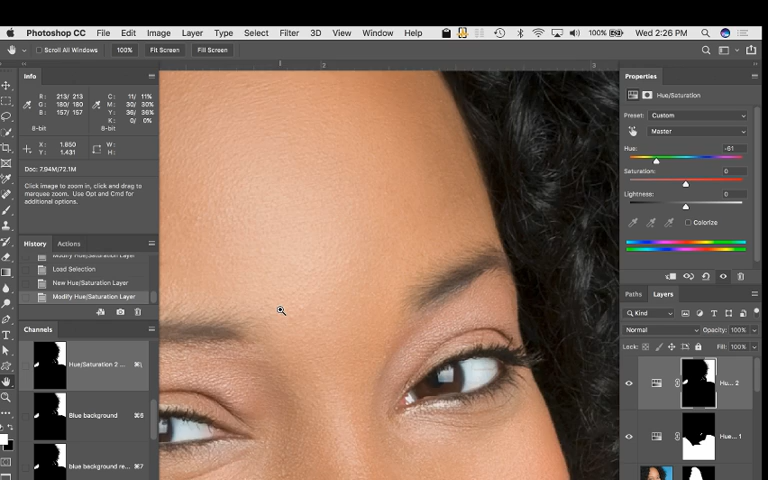 Photoshop CC File Edit Image Layer Type Select Filter 3D View Window Help 100% Wed 2:26 PM
Scroll All Windows 100% Fit Screen Fill Screen
Info
R: 213/ 213 C: 11/ 11%
G: 180/ 180 M: 30/ 30%
B: 157/ 157 Y: 36/ 36%
K: 0/ 0%
8-bit 8-bit
X: 1.850 W:
Y: 1.431 H:
Doc: 7.94M/72.1M
Click image to zoom in, click and drag to
marquee zoom. Use Opt and Cmd for
additional options.
History Actions
Modify Hue/Saturation Layer
Load Selection
New Hue/Saturation Layer
Modify Hue/Saturation Layer
Channels
Hue/Saturation 2 ... ⌘\
Blue background ⌘6
blue background re... ⌘7
2 3
Properties
Hue/Saturation
Preset: Custom
Master
Hue: -61
Saturation: 0
Lightness: 0
Colorize
Paths Layers
Kind
Normal Opacity: 100%
Lock: Fill: 100%
Hu... 2
Hue... 1